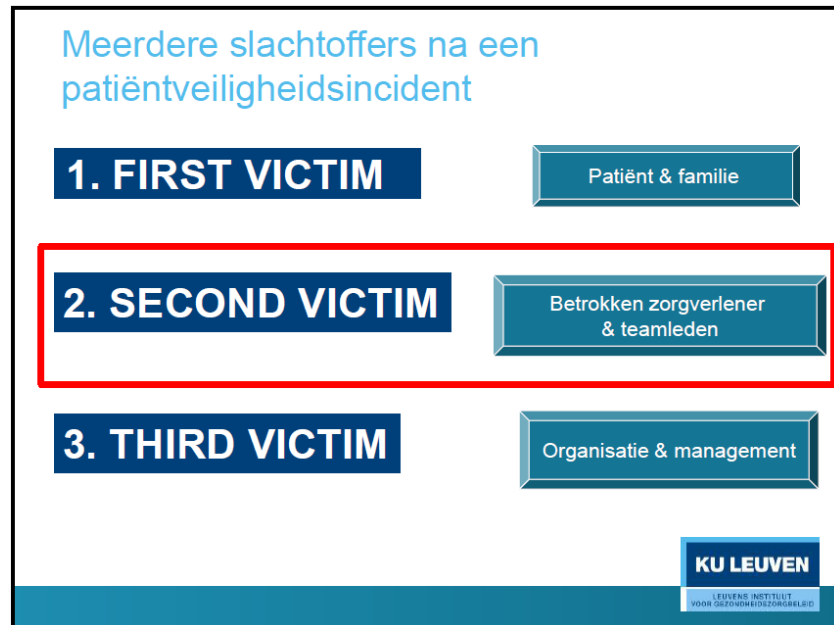 Meerdere slachtoffers na een
patiëntveiligheidsincident
1. FIRST VICTIM
Patiënt & familie
2. SECOND VICTIM
Betrokken zorgverlener
& teamleden
3. THIRD VICTIM
Organisatie & management
KU LEUVEN
LEUVENS INSTITUUT
VOOR GEZONDHEIDSZORGBELEID